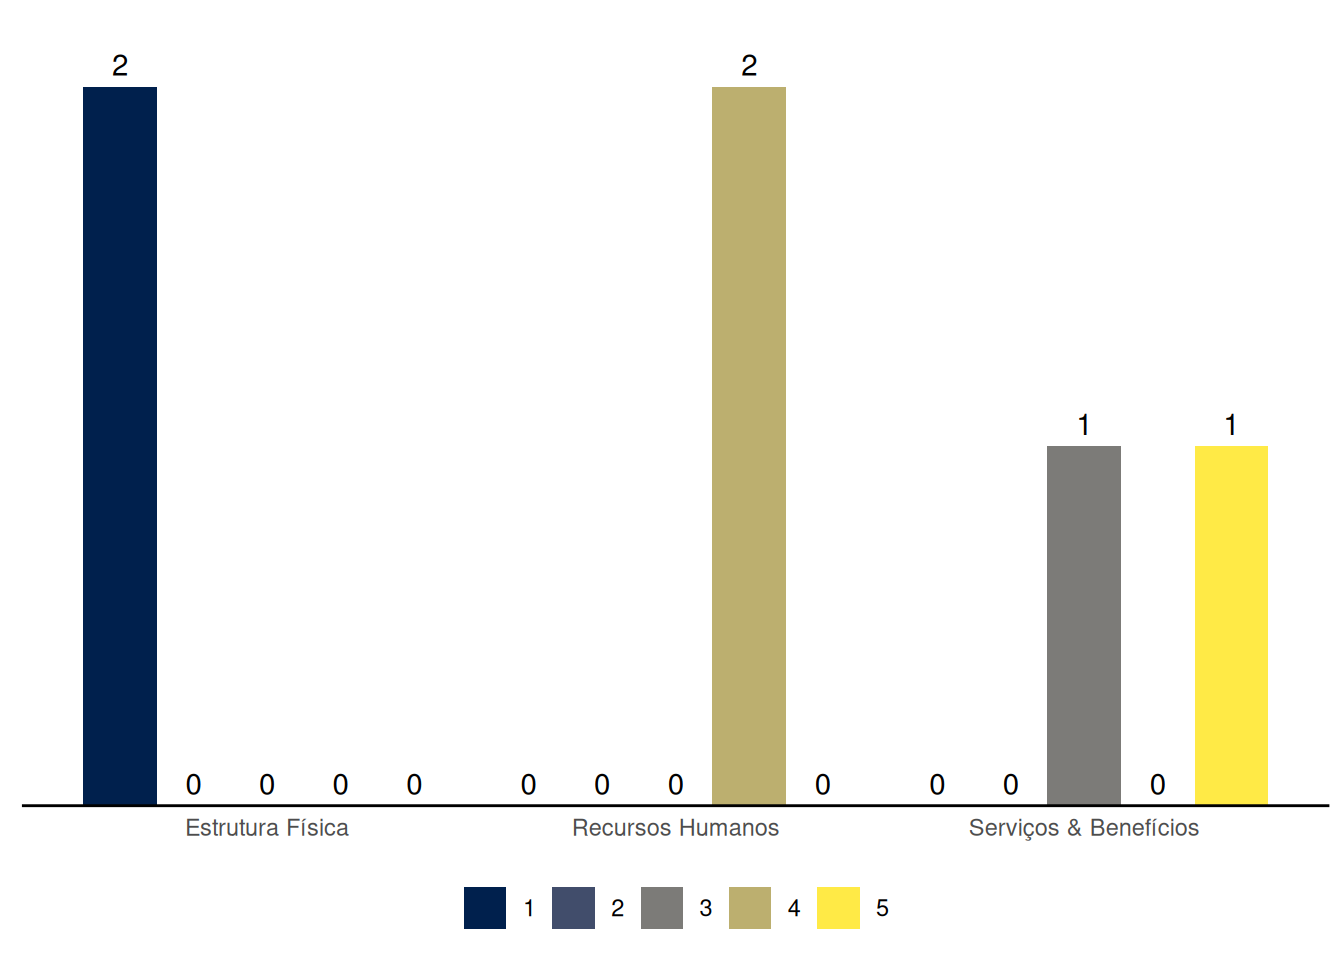 2 2
1 1
0 0 0 0 0 0 0 0 0 0 0
Estrutura Física Recursos Humanos Serviços & Benefícios
1 2 3 4 5